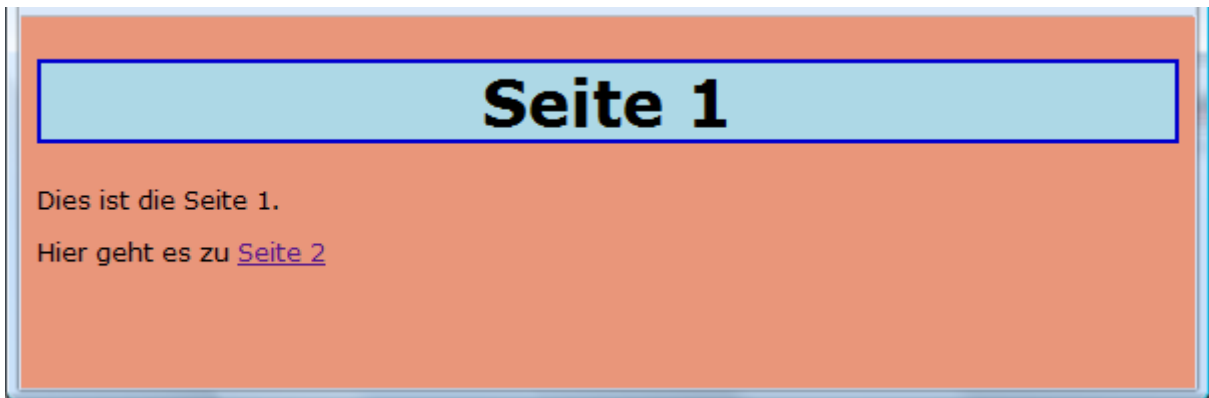 Seite 1
Dies ist die Seite 1.
Hier geht es zu Seite 2